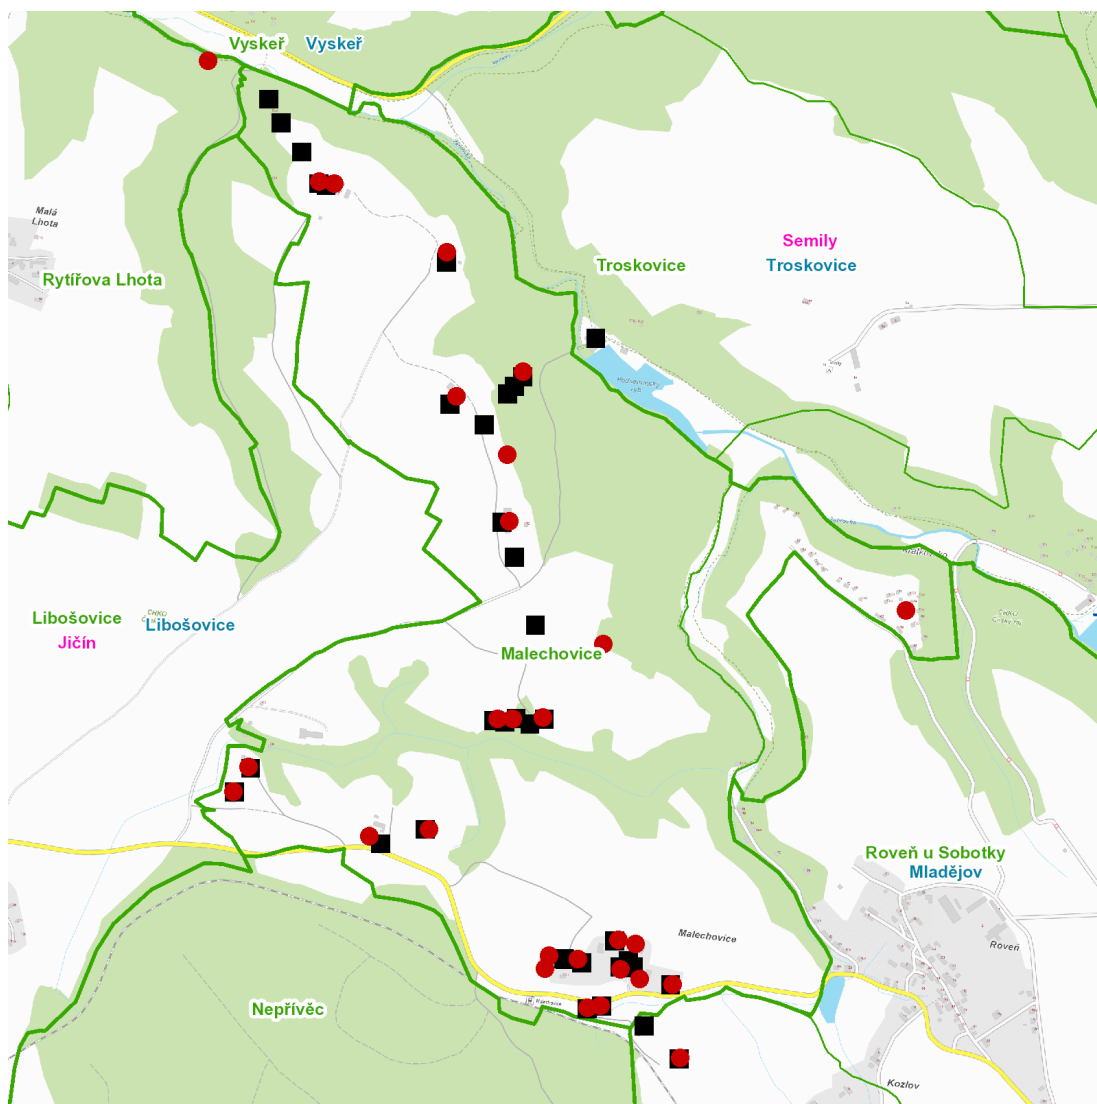 Vyskeř
Vyskeř
Malá
Lhota
Semily
Rytířova Lhota
Troskovice
Troskovice
Libošovice
Libošovice
Jičín
Malechovice
Roveň u Sobotky
Mladějov
Malechovice
Roveň
Nepřívěc
Kozlov